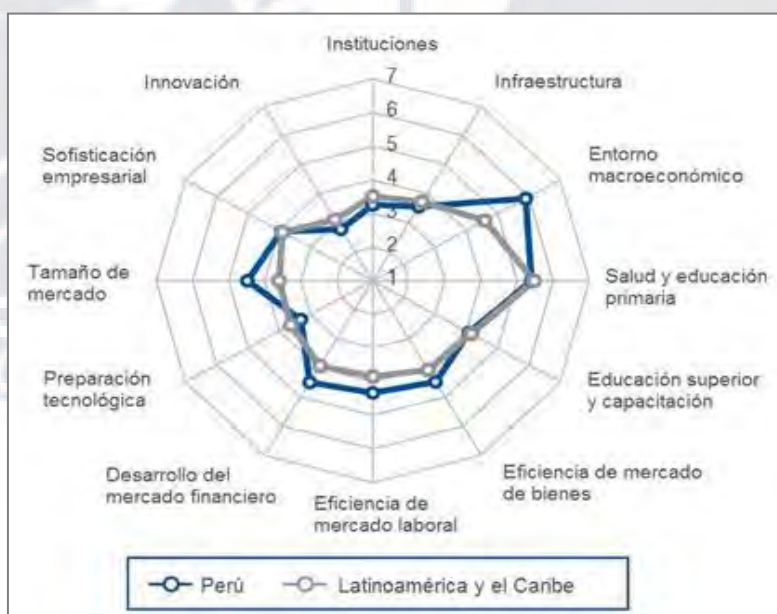 Instituciones
Innovación
Infraestructura
Sofisticación
empresarial
Entorno
macroeconómico
Tamaño de
mercado
Salud y educación
primaria
Preparación
tecnológica
Educación superior
y capacitación
Desarrollo del
mercado financiero
Eficiencia de
mercado laboral
Eficiencia de mercado
de bienes
7
6
5
4
3
2
1
Perú
Latinoamérica y el Caribe